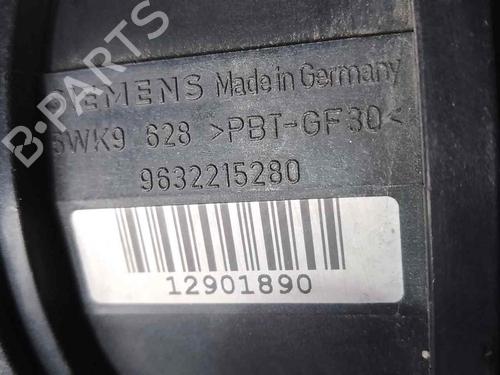 SIEMENS Made in Germany
5WK9 628 >PBT-GF30<
9632215280
12901890
B-PARTS